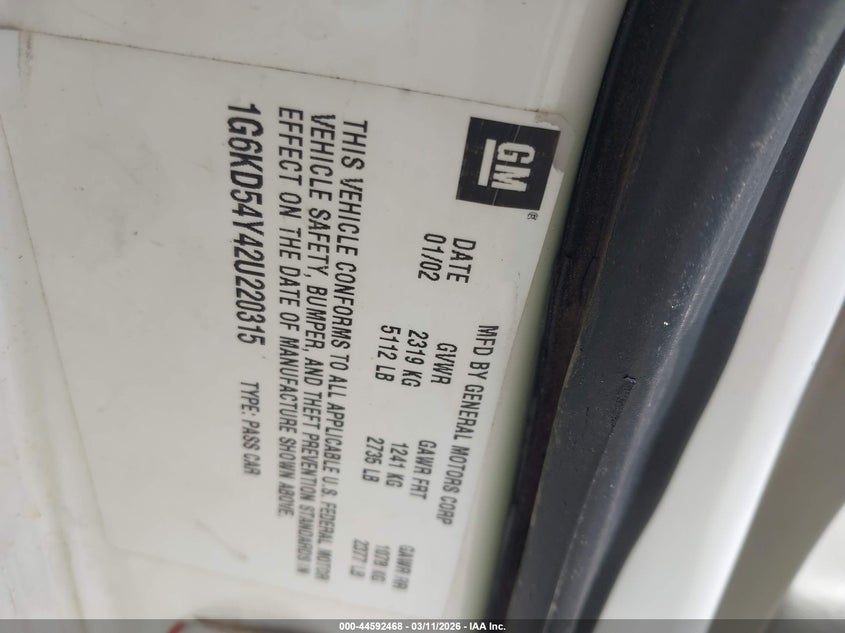 GM®
MFD BY GENERAL MOTORS CORP
DATE GVWR GAWR FRT GAWR RR
01/02 2319 KG 1241 KG 1078 KG
5112 LB 2736 LB 2377 LB
THIS VEHICLE CONFORMS TO ALL APPLICABLE U.S. FEDERAL MOTOR
VEHICLE SAFETY, BUMPER, AND THEFT PREVENTION STANDARDS IN
EFFECT ON THE DATE OF MANUFACTURE SHOWN ABOVE.
1G6KD54Y42U220315 TYPE: PASS CAR
000-44592468 - 03/11/2026 - IAA Inc.